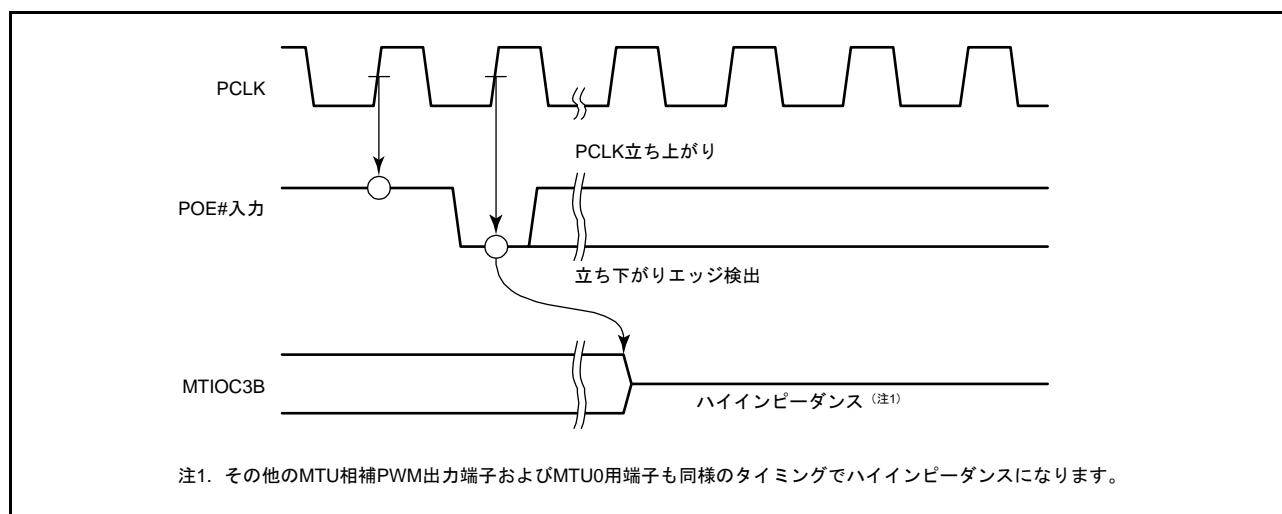 PCLK
PCLK立ち上がり
POE#入力
立ち下がりエッジ検出
MTIOC3B
ハイインピーダンス（注1）
注1. その他のMTU相補PWM出力端子およびMTU0用端子も同様のタイミングでハイインピーダンスになります。